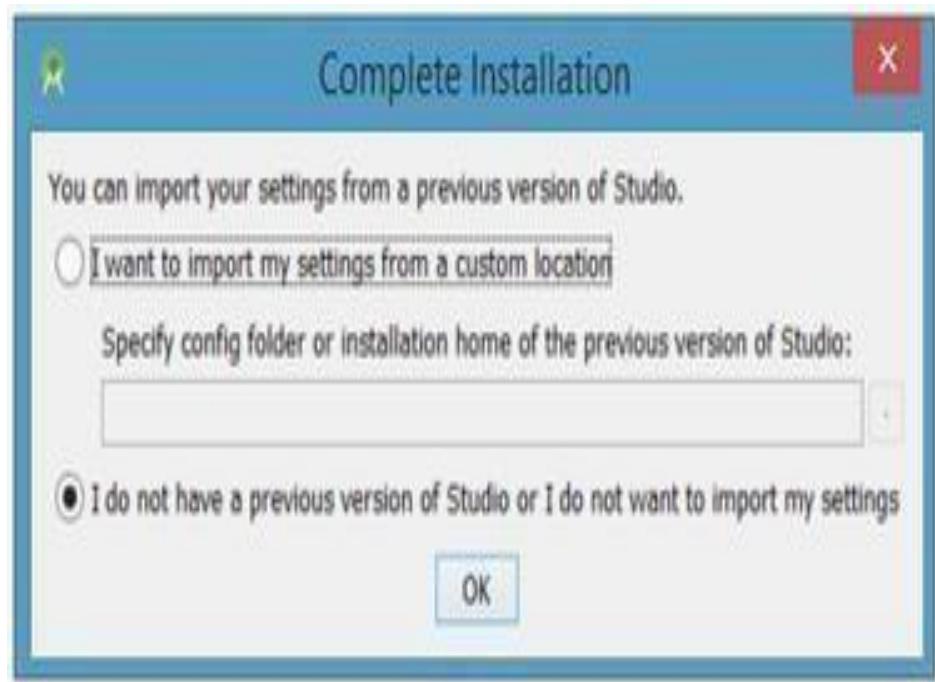 Complete Installation
X
You can import your settings from a previous version of Studio.
I want to import my settings from a custom location
Specify config folder or installation home of the previous version of Studio:
I do not have a previous version of Studio or I do not want to import my settings
OK